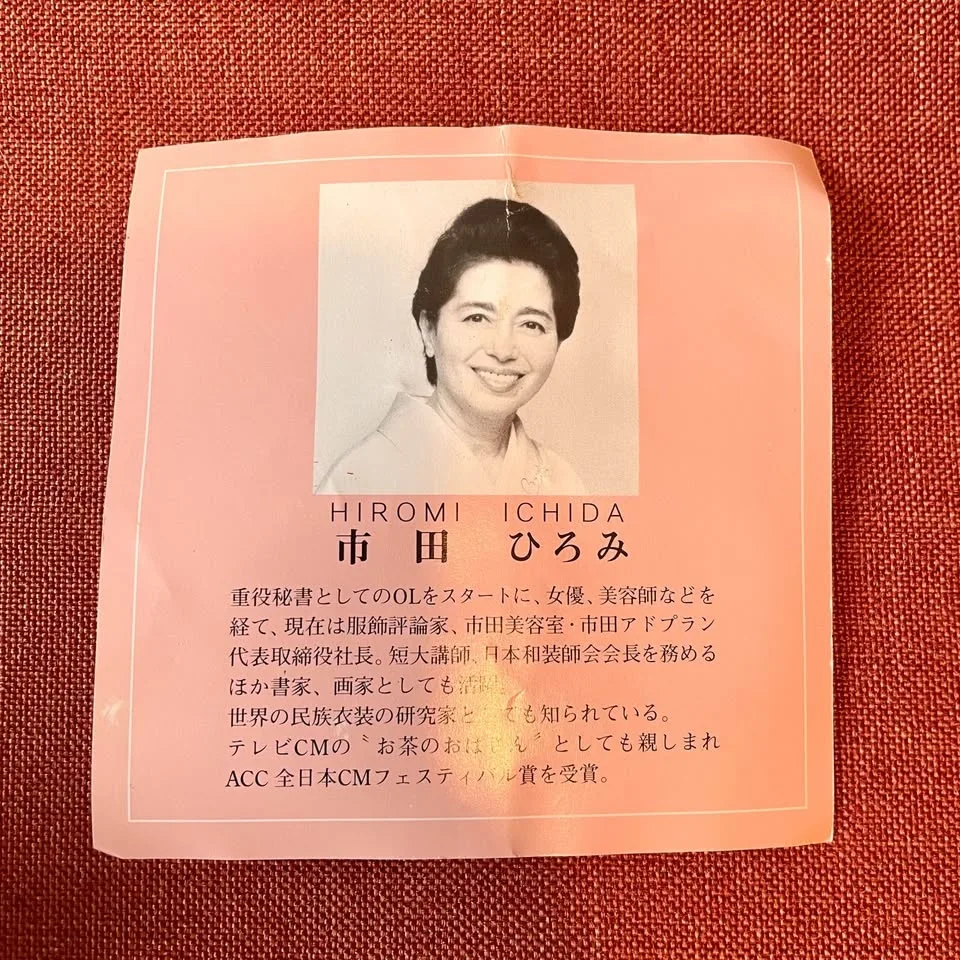 HIROMI ICHIDA
市田 ひろみ
重役秘書としてのOLをスタートに、女優、美容師などを
経て、現在は服飾評論家、市田美容室・市田アドプラン
代表取締役社長。短大講師、日本和装師会会長を務める
ほか書家、画家としても活躍。
世界の民族衣装の研究家としても知られている。
テレビCMの〝お茶のおばさん〟としても親しまれ
ACC 全日本CMフェスティバル賞を受賞。